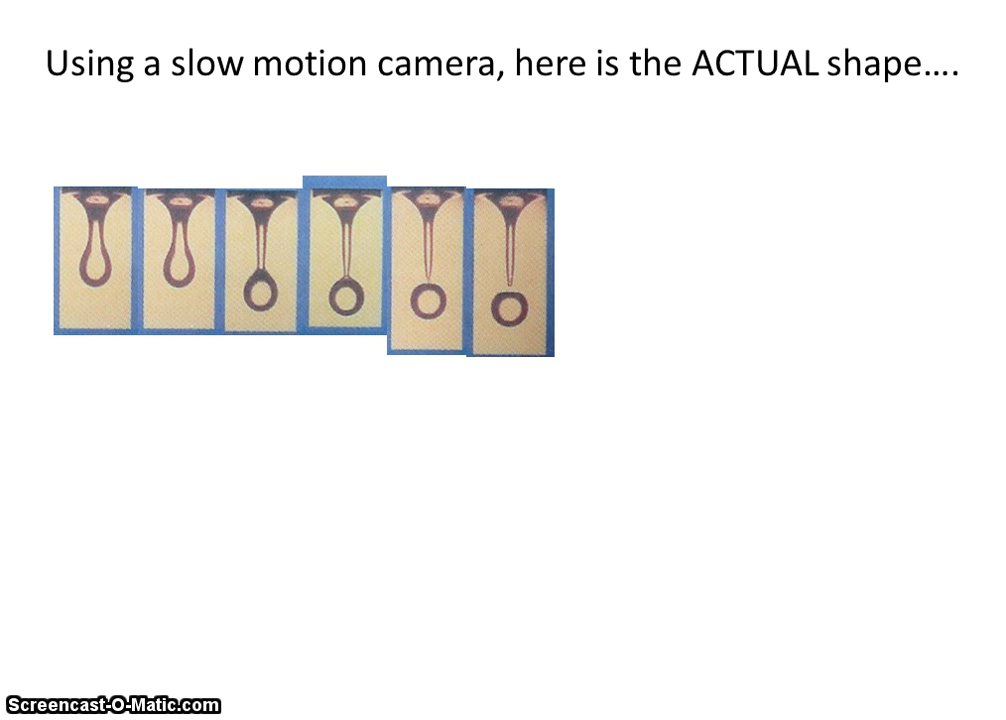 Using a slow motion camera, here is the ACTUAL shape....
Screencast-O-Matic.com